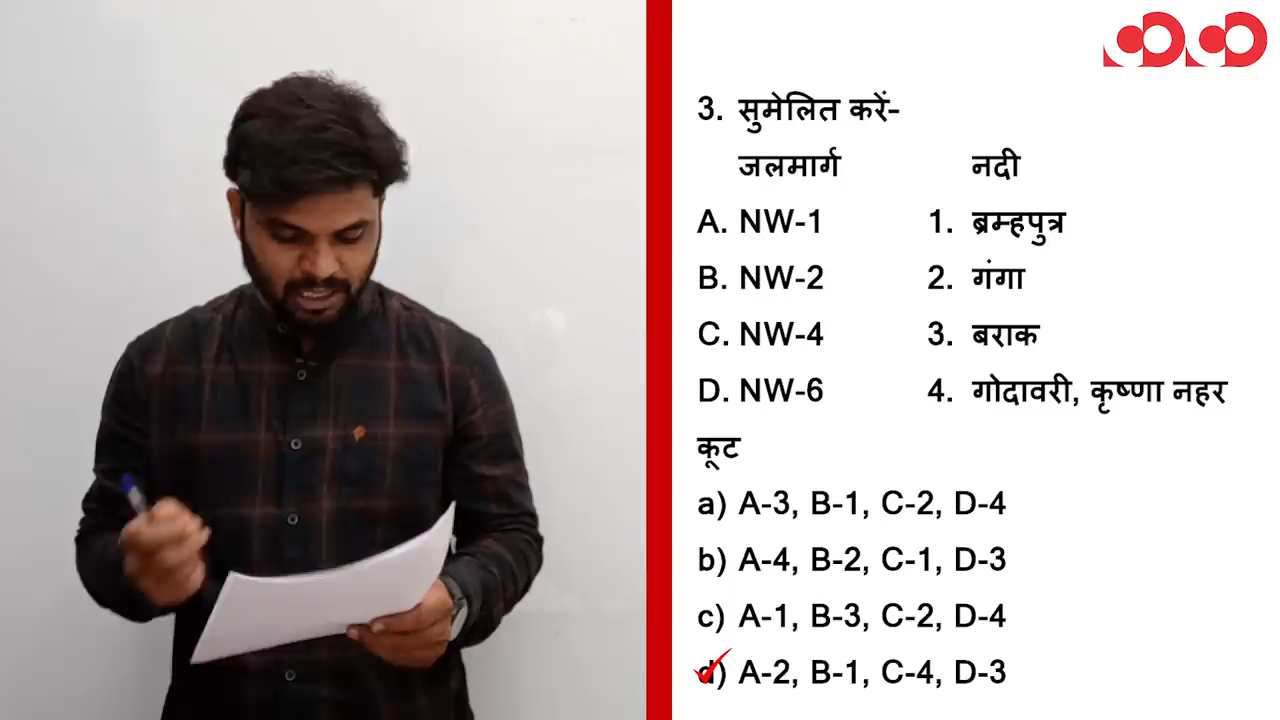 3. सुमेलित करें-
जलमार्ग नदी
A. NW-1 1. ब्रम्हपुत्र
B. NW-2 2. गंगा
C. NW-4 3. बराक
D. NW-6 4. गोदावरी, कृष्णा नहर
कूट
a) A-3, B-1, C-2, D-4
b) A-4, B-2, C-1, D-3
c) A-1, B-3, C-2, D-4
d) A-2, B-1, C-4, D-3